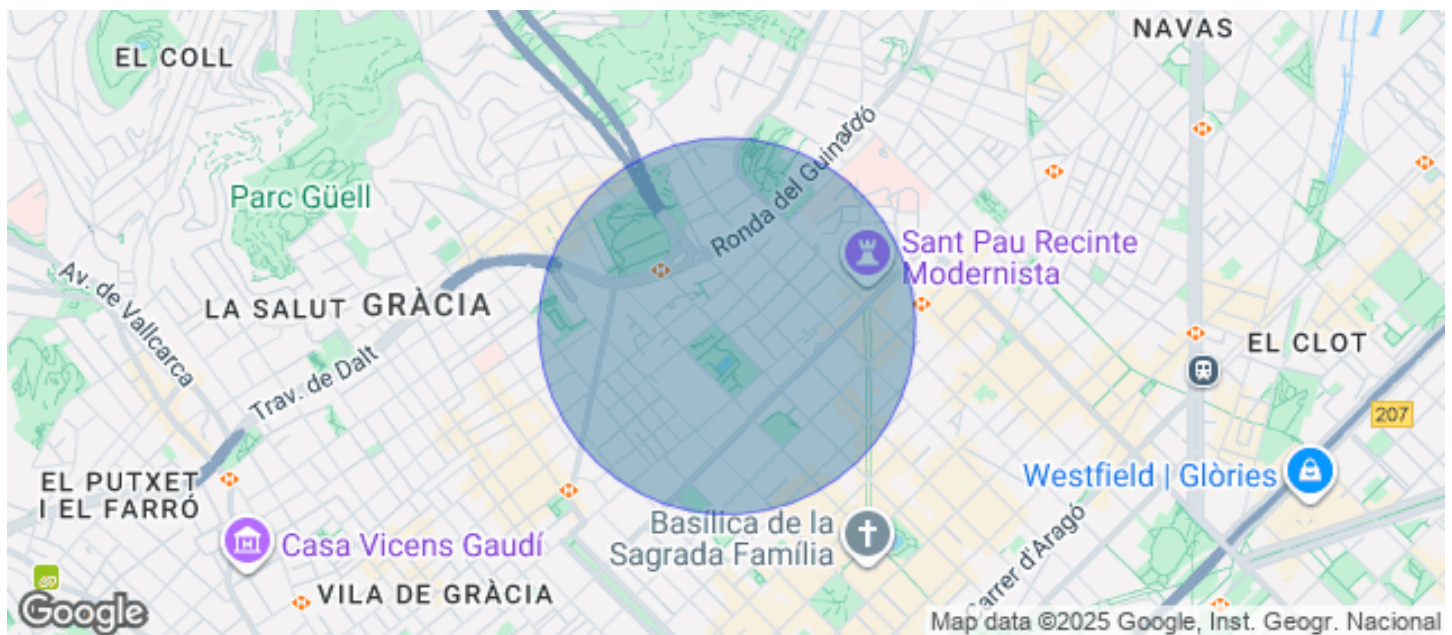 NAVAS
EL COLL
Parc Güell
Ronda del Guinardó
Sant Pau Recinte
Modernista
Av. de Vallcarca
LA SALUT
GRÀCIA
EL CLOT
Trav. de Dalt
207
EL PUTXET
I EL FARRÓ
Westfield | Glòries
Basílica de la
Sagrada Família
Casa Vicens Gaudí
Carrer d'Aragó
VILA DE GRÀCIA
Google
Map data ©2025 Google, Inst. Geogr. Nacional